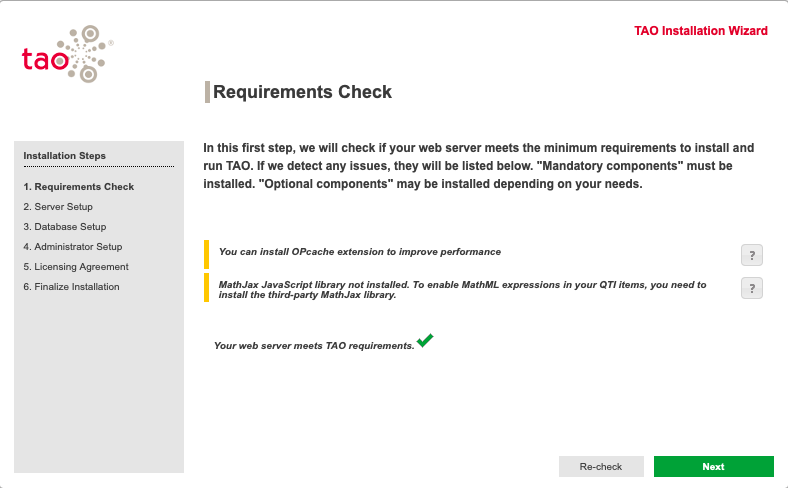 tao
®
TAO Installation Wizard
Requirements Check
Installation Steps
1. Requirements Check
2. Server Setup
3. Database Setup
4. Administrator Setup
5. Licensing Agreement
6. Finalize Installation
In this first step, we will check if your web server meets the minimum requirements to install and
run TAO. If we detect any issues, they will be listed below. "Mandatory components" must be
installed. "Optional components" may be installed depending on your needs.
You can install OPcache extension to improve performance
?
MathJax JavaScript library not installed. To enable MathML expressions in your QTI items, you need to
install the third-party MathJax library.
?
Your web server meets TAO requirements.
Re-check
Next